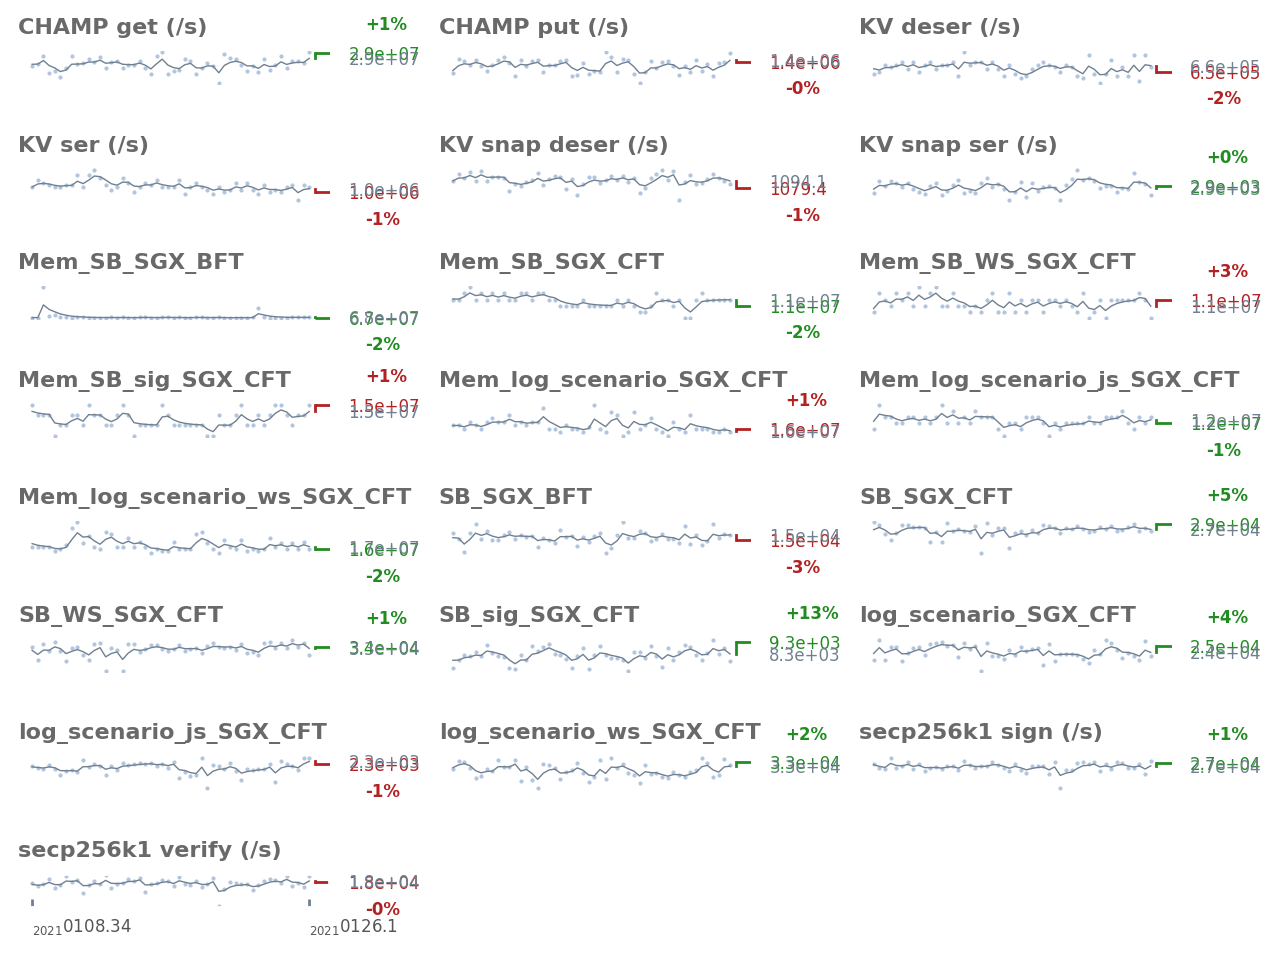 CHAMP get (/s)
+1%
2.9e+07
2.9e+07
CHAMP put (/s)
1.4e+06
1.4e+06
-0%
KV deser (/s)
6.6e+05
6.5e+05
-2%
KV ser (/s)
1.0e+06
1.0e+06
-1%
KV snap deser (/s)
1094.1
1079.4
-1%
KV snap ser (/s)
+0%
2.9e+03
2.9e+03
Mem_SB_SGX_BFT
6.8e+07
6.7e+07
-2%
Mem_SB_SGX_CFT
1.1e+07
1.1e+07
-2%
Mem_SB_WS_SGX_CFT
+3%
1.1e+07
1.1e+07
Mem_SB_sig_SGX_CFT
+1%
1.5e+07
1.5e+07
Mem_log_scenario_SGX_CFT
+1%
1.6e+07
1.6e+07
Mem_log_scenario_js_SGX_CFT
1.2e+07
1.2e+07
-1%
Mem_log_scenario_ws_SGX_CFT
1.7e+07
1.6e+07
-2%
SB_SGX_BFT
1.5e+04
1.5e+04
-3%
SB_SGX_CFT
+5%
2.9e+04
2.7e+04
SB_WS_SGX_CFT
+1%
3.4e+04
SB_sig_SGX_CFT
+13%
9.3e+03
8.3e+03
log_scenario_SGX_CFT
+4%
2.5e+04
2.4e+04
log_scenario_js_SGX_CFT
2.3e+03
2.3e+03
-1%
log_scenario_ws_SGX_CFT
+2%
3.3e+04
3.3e+04
secp256k1 sign (/s)
+1%
2.7e+04
2.7e+04
secp256k1 verify (/s)
1.8e+04
1.8e+04
-0%
20210108.34
20210126.1